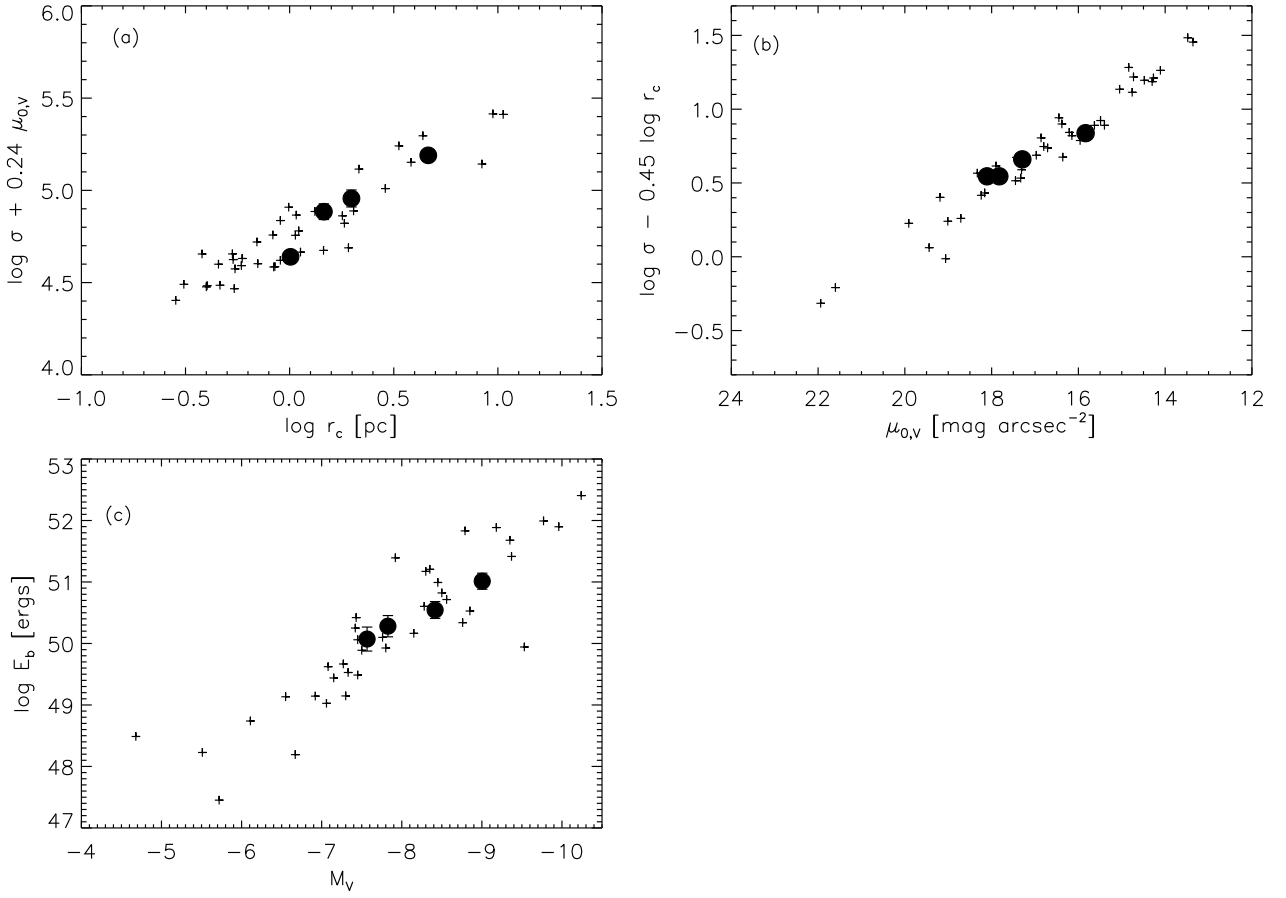 (a)
log σ + 0.24 μ0,V
6.0
5.5
5.0
4.5
4.0
−1.0 −0.5 0.0 0.5 1.0 1.5
log rc [pc]
(b)
log σ − 0.45 log rc
1.5
1.0
0.5
0.0
−0.5
24 22 20 18 16 14 12
μ0,V [mag arcsec−2]
(c)
log Eb [ergs]
53
52
51
50
49
48
47
−4 −5 −6 −7 −8 −9 −10
MV